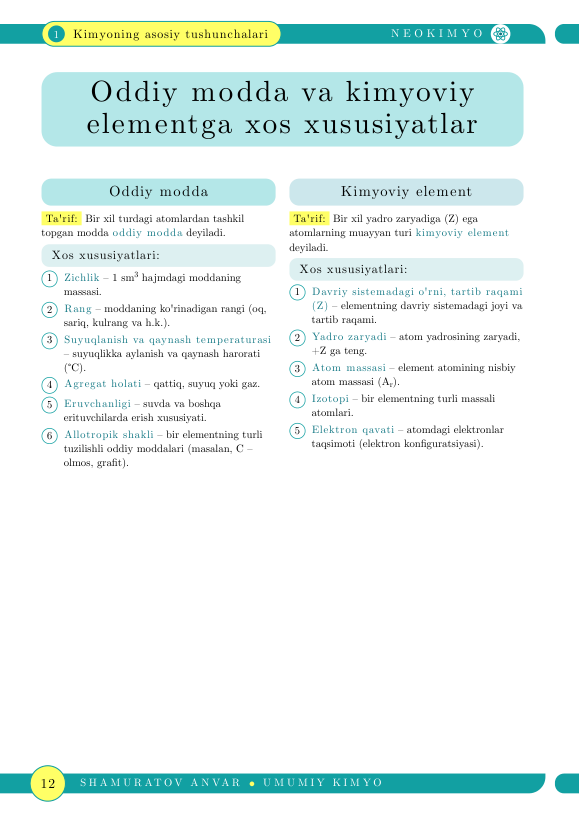 1 Kimyoning asosiy tushunchalari
NEOKIMYO
Oddiy modda va kimyoviy
elementga xos xususiyatlar
Oddiy modda
Ta'rif: Bir xil turdagi atomlardan tashkil
topgan modda oddiy modda deyiladi.
Xos xususiyatlari:
1 Zichlik – 1 sm³ hajmdagi moddaning
massasi.
2 Rang – moddaning ko'rinadigan rangi (oq,
sariq, kulrang va h.k.).
3 Suyuqlanish va qaynash temperaturasi
– suyuqlikka aylanish va qaynash harorati
(°C).
4 Agregat holati – qattiq, suyuq yoki gaz.
5 Eruvchanligi – suvda va boshqa
erituvchilarda erish xususiyati.
6 Allotropik shakli – bir elementning turli
tuzilishli oddiy moddalari (masalan, C –
olmos, grafit).
Kimyoviy element
Ta'rif: Bir xil yadro zaryadiga (Z) ega
atomlarning muayyan turi kimyoviy element
deyiladi.
Xos xususiyatlari:
1 Davriy sistemadagi o'rni, tartib raqami
(Z) – elementning davriy sistemadagi joyi va
tartib raqami.
2 Yadro zaryadi – atom yadrosining zaryadi,
+Z ga teng.
3 Atom massasi – element atomining nisbiy
atom massasi (Aᵣ).
4 Izotopi – bir elementning turli massali
atomlari.
5 Elektron qavati – atomdagi elektronlar
taqsimoti (elektron konfiguratsiyasi).
12 SHAMURATOV ANVAR • UMUMIY KIMYO